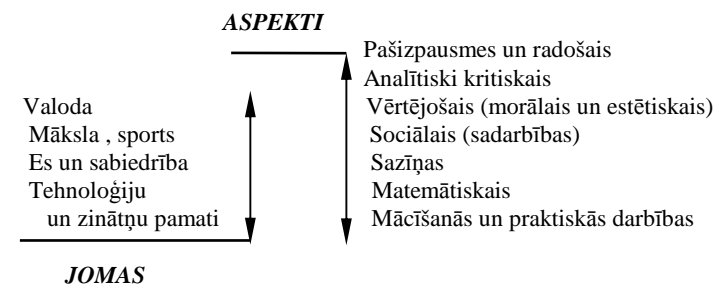 ASPEKTI
Pašizpausmes un radošais
Analītiski kritiskais
Vērtējošais (morālais un estētiskais)
Sociālais (sadarbības)
Saziņas
Matemātiskais
Mācīšanās un praktiskās darbības
Valoda
Māksla , sports
Es un sabiedrība
Tehnoloģiju
un zinātņu pamati
JOMAS